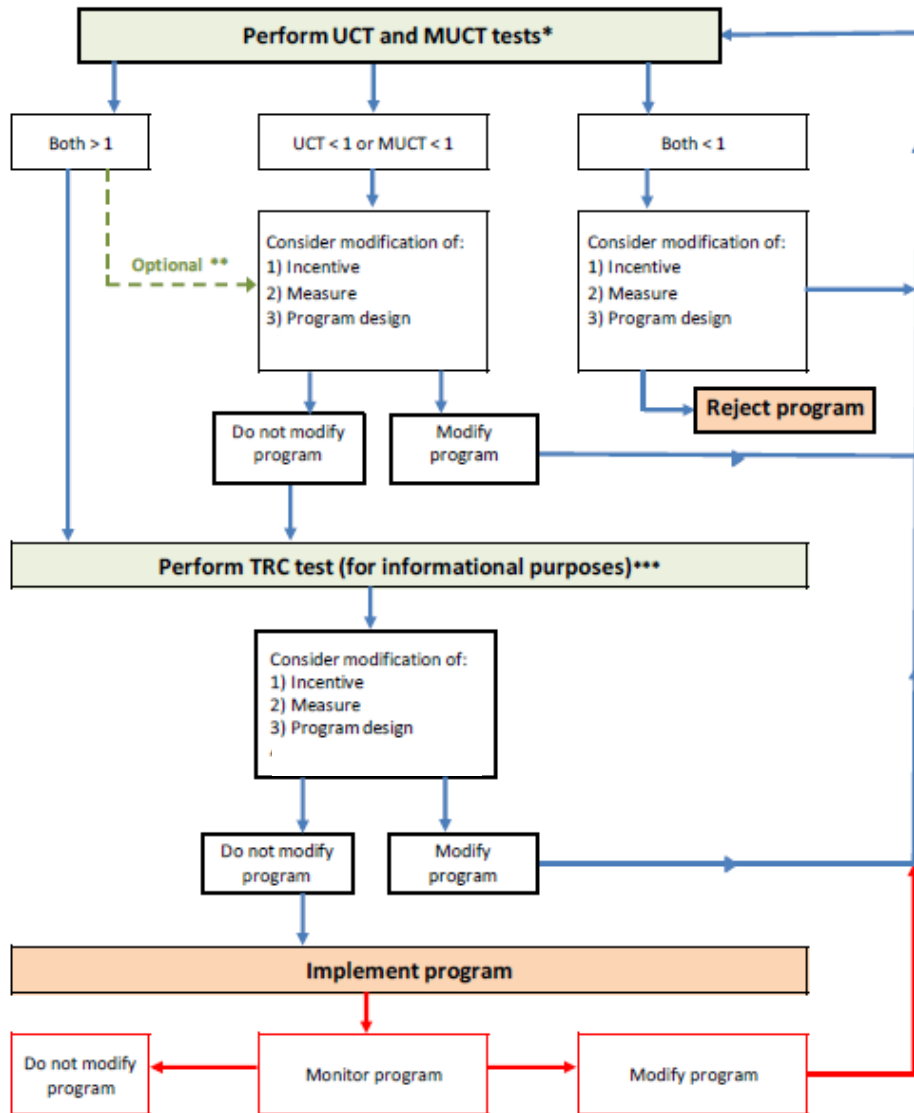 Perform UCT and MUCT tests*
Both > 1
UCT < 1 or MUCT < 1
Both < 1
Optional **
Consider modification of:
1) Incentive
2) Measure
3) Program design
Consider modification of:
1) Incentive
2) Measure
3) Program design
Reject program
Do not modify
program
Modify
program
Perform TRC test (for informational purposes)***
Consider modification of:
1) Incentive
2) Measure
3) Program design
Do not modify
program
Modify
program
Implement program
Do not modify
program
Monitor program
Modify program